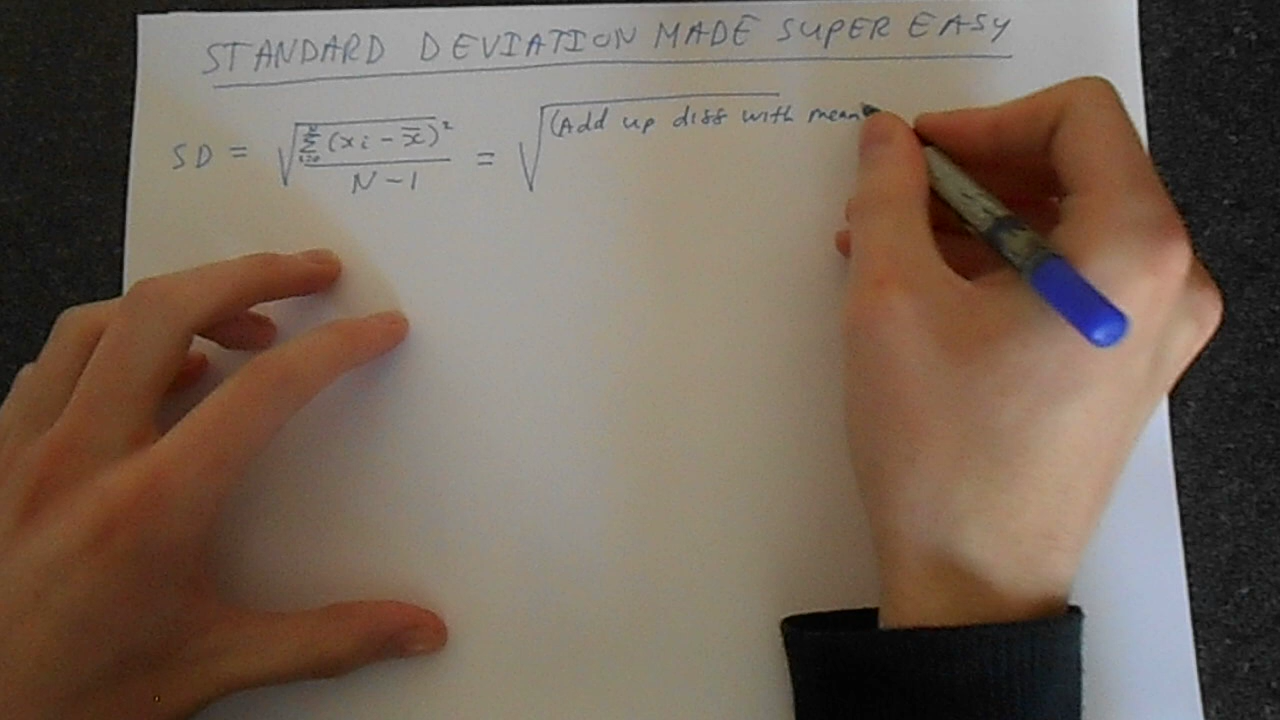 STANDARD DEVIATION MADE SUPER EASY
SD = √(Σ(xi - x̄)² / N - 1) = √(Add up diff with mean